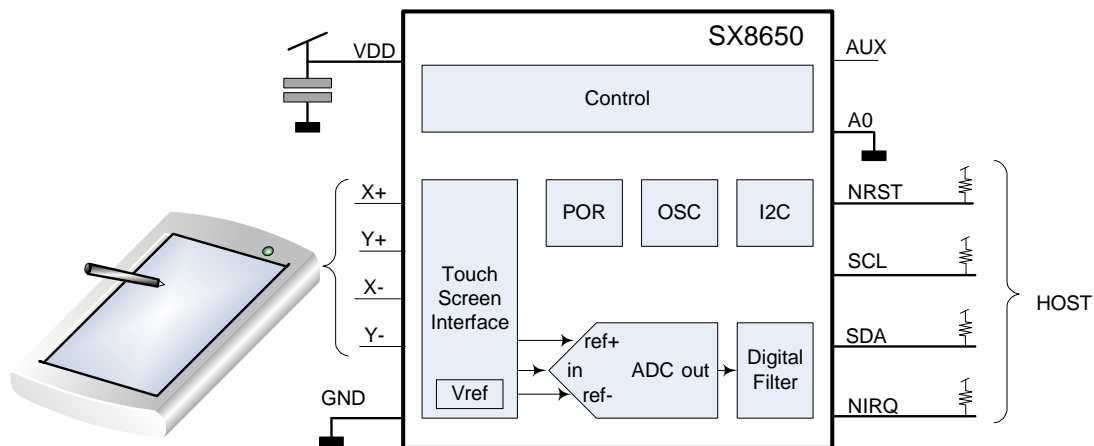 SX8650
VDD
AUX
Control
A0
X+
Y+
X-
Y-
NRST
SCL
SDA
NIRQ
HOST
POR
OSC
I2C
Touch
Screen
Interface
Vref
ref+
in
ref-
ADC out
Digital
Filter
GND